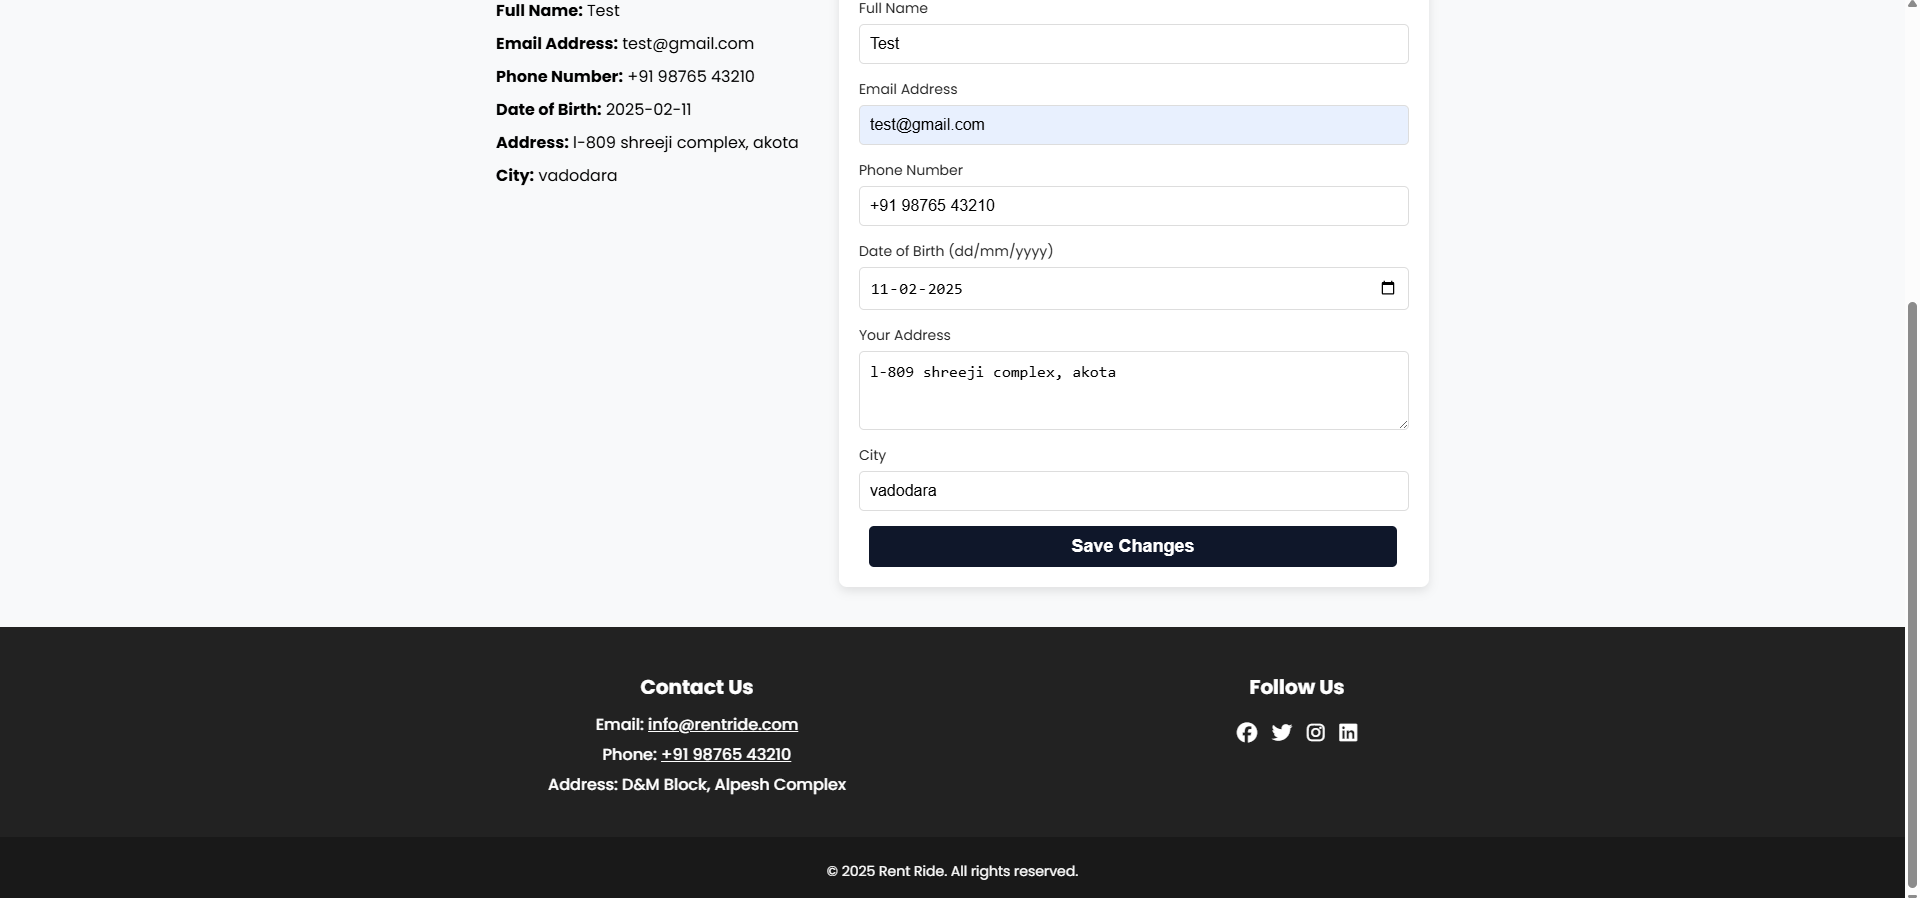 Full Name: Test
Email Address: test@gmail.com
Phone Number: +91 98765 43210
Date of Birth: 2025-02-11
Address: l-809 shreeji complex, akota
City: vadodara
Full Name
Test
Email Address
test@gmail.com
Phone Number
+91 98765 43210
Date of Birth (dd/mm/yyyy)
11-02-2025
Your Address
l-809 shreeji complex, akota
City
vadodara
Save Changes
Contact Us
Email: info@rentride.com
Phone: +91 98765 43210
Address: D&M Block, Alpesh Complex
Follow Us
© 2025 Rent Ride. All rights reserved.